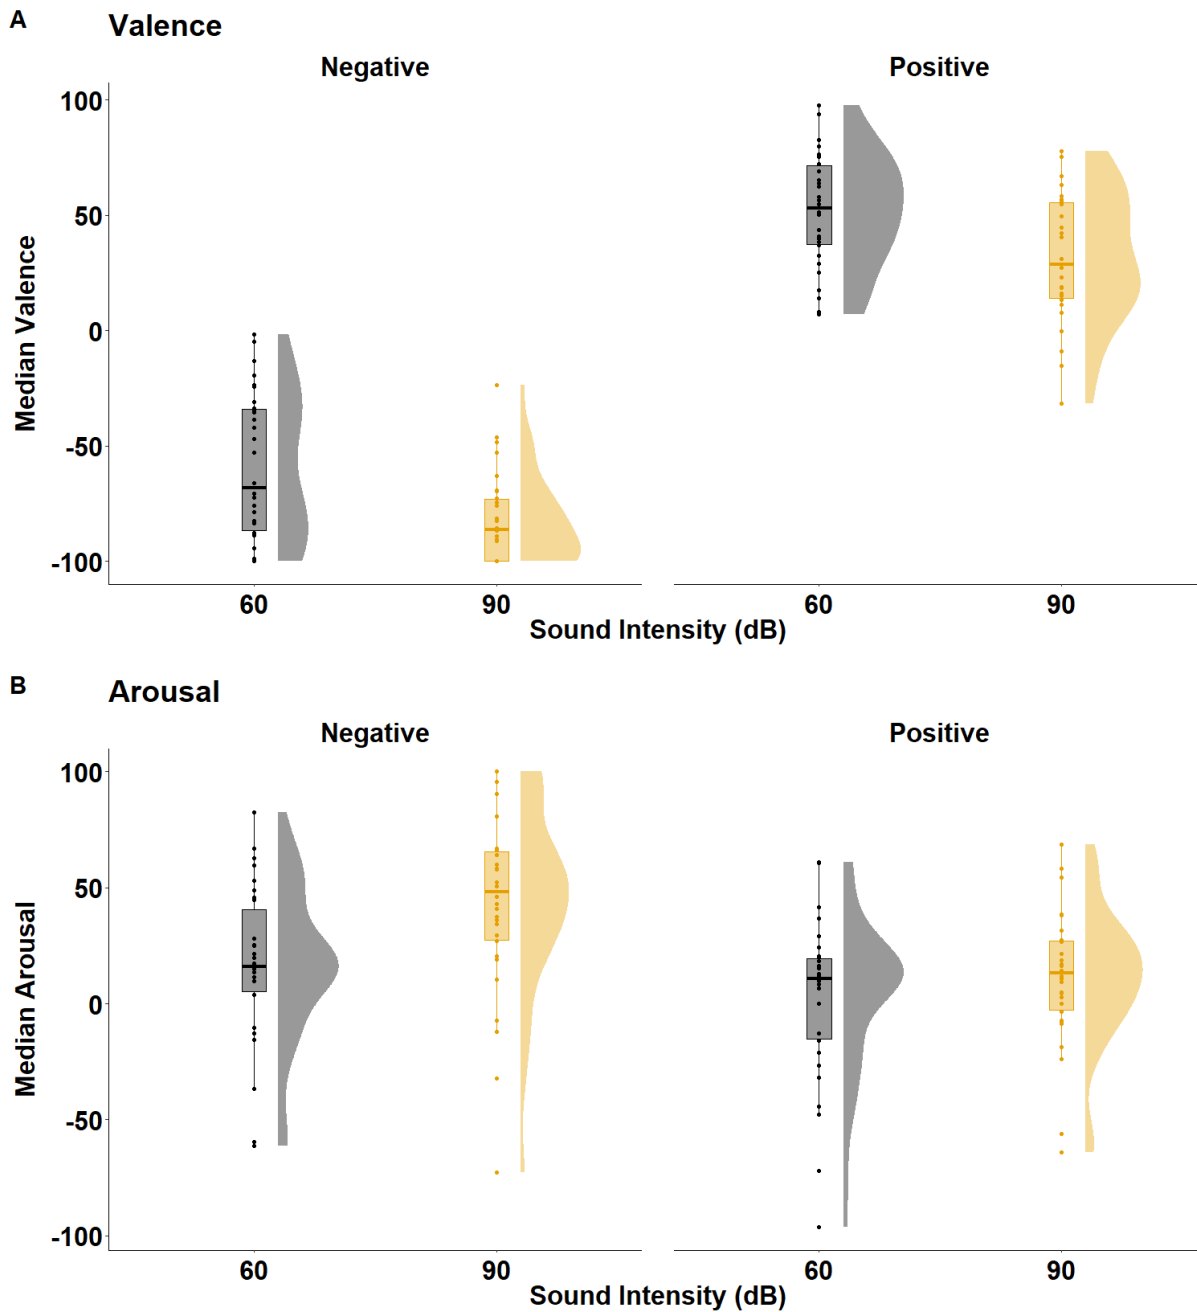 A
Valence
Negative
Positive
100
50
0
-50
-100
Median Valence
60
90
60
90
Sound Intensity (dB)
B
Arousal
Negative
Positive
100
50
0
-50
-100
Median Arousal
60
90
60
90
Sound Intensity (dB)